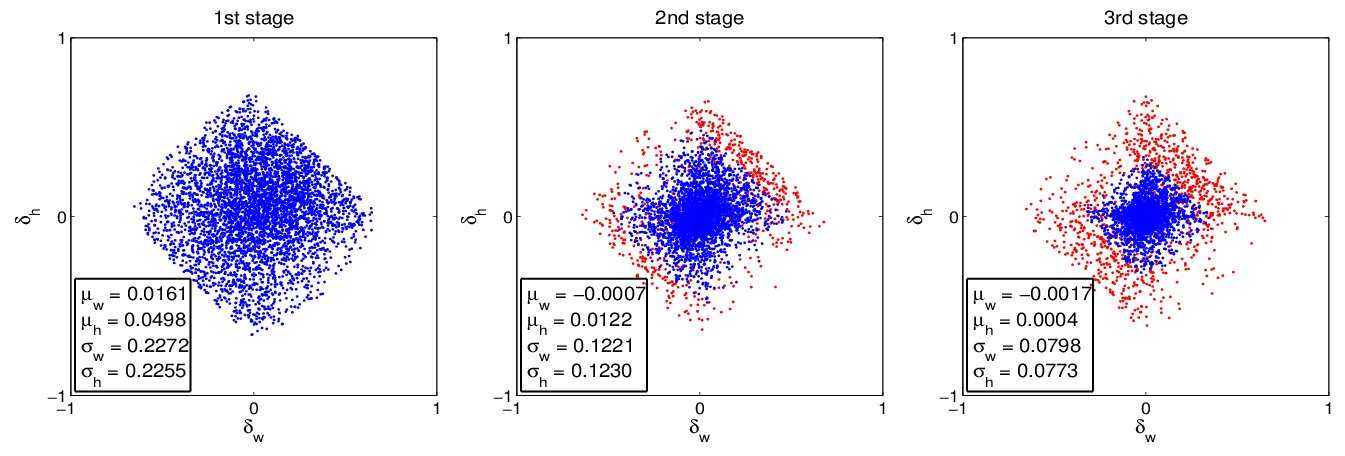 1st stage
1
δh
0
−1
−1
0
1
δw
μw = 0.0161
μh = 0.0498
σw = 0.2272
σh = 0.2255
2nd stage
1
δh
0
−1
−1
0
1
δw
μw = −0.0007
μh = 0.0122
σw = 0.1221
σh = 0.1230
3rd stage
1
δh
0
−1
−1
0
1
δw
μw = −0.0017
μh = 0.0004
σw = 0.0798
σh = 0.0773